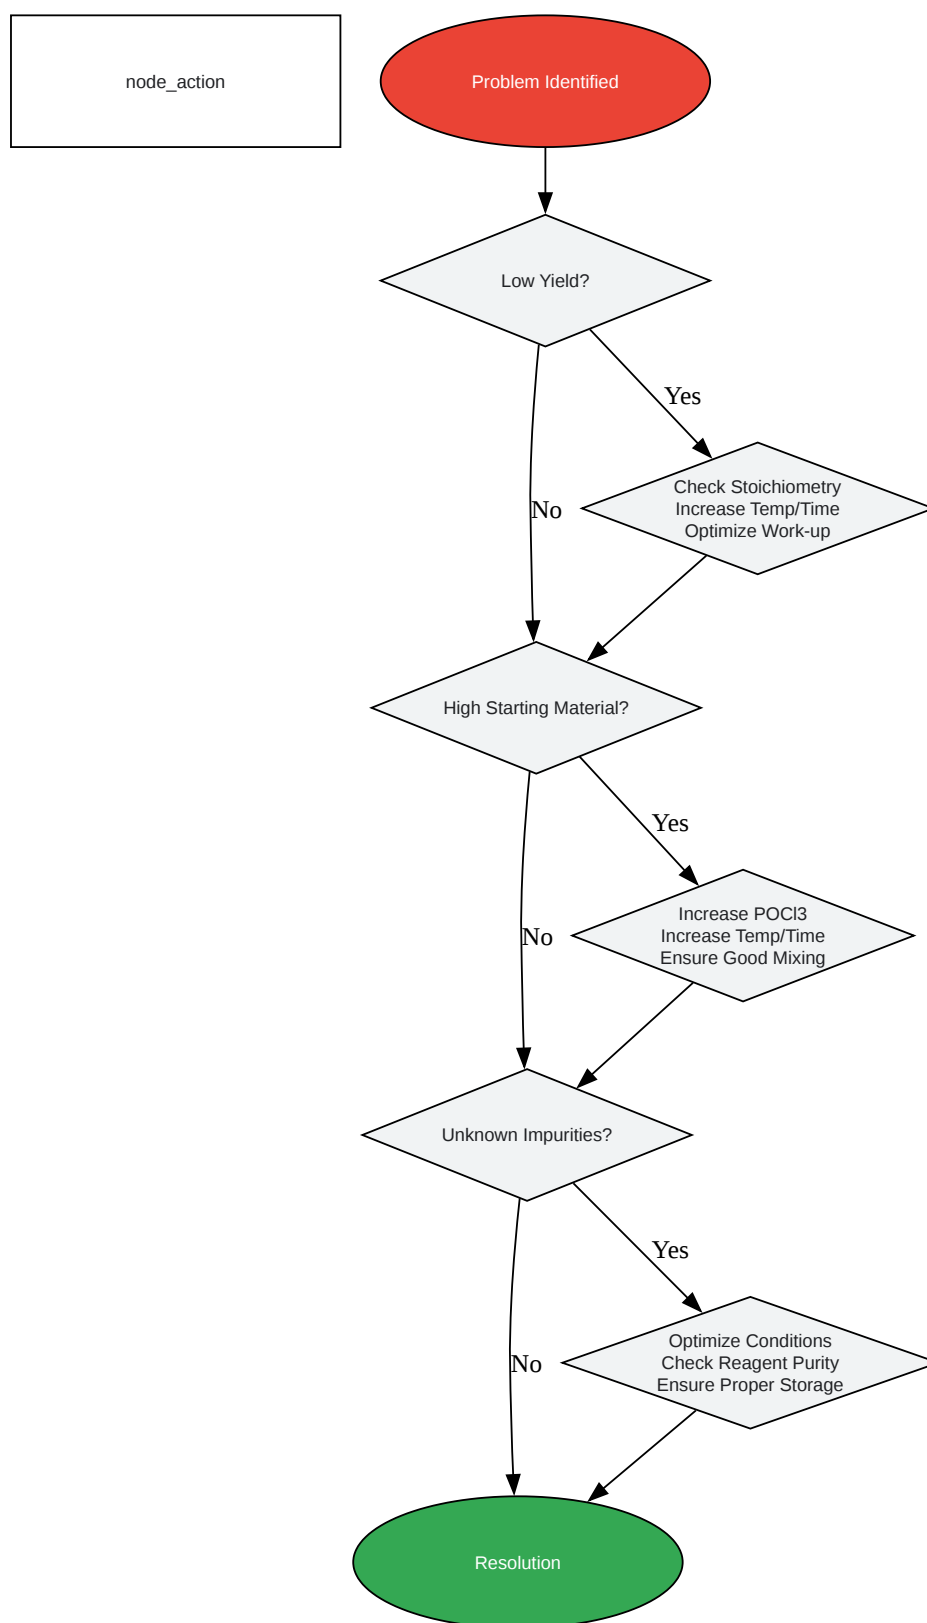 node_action
Problem Identified
Low Yield?
Yes
Check Stoichiometry
Increase Temp/Time
Optimize Work-up
No
High Starting Material?
Yes
Increase POCl3
Increase Temp/Time
Ensure Good Mixing
No
Unknown Impurities?
Yes
Optimize Conditions
Check Reagent Purity
Ensure Proper Storage
No
Resolution